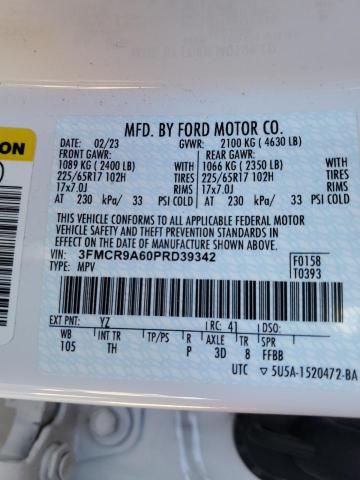 MFD. BY FORD MOTOR CO.
DATE: 02/23 GVWR: 2100 KG ( 4630 LB)
FRONT GAWR: REAR GAWR:
1089 KG ( 2400 LB) WITH 1066 KG ( 2350 LB) WITH
225/65R17 102H TIRES 225/65R17 102H TIRES
17x7.0J RIMS 17x7.0J RIMS
AT 230 kPa/ 33 PSI COLD AT 230 kPa/ 33 PSI COLD
THIS VEHICLE CONFORMS TO ALL APPLICABLE FEDERAL MOTOR VEHICLE
SAFETY STANDARDS IN EFFECT ON THE DATE OF MANUFACTURE SHOWN ABOVE.
VIN: 3FMCR9A60PRD39342 F0158
TYPE: MPV T0393
EXT PNT: YZ RC: 41 DSO:
WB INT TR TP/PS R AXLE TR SPR
105 TH P 3D 8 FFBB
UTC ▽5U5A-1520472-BA